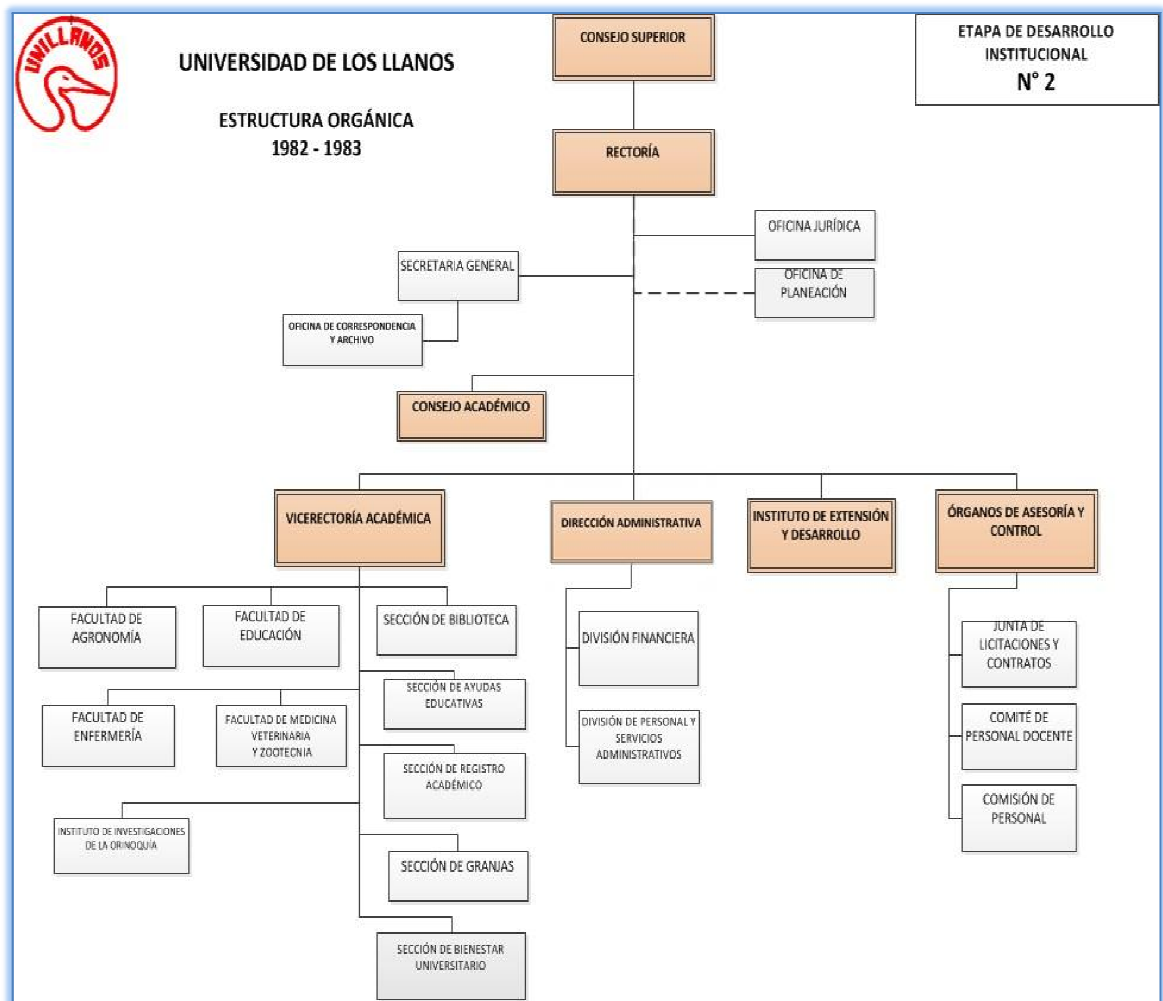 UNILLANOS
UNIVERSIDAD DE LOS LLANOS
ESTRUCTURA ORGÁNICA
1982 - 1983
ETAPA DE DESARROLLO
INSTITUCIONAL
N° 2
CONSEJO SUPERIOR
RECTORÍA
OFICINA JURÍDICA
SECRETARIA GENERAL
OFICINA DE
PLANEACIÓN
OFICINA DE CORRESPONDENCIA
Y ARCHIVO
CONSEJO ACADÉMICO
VICERECTORÍA ACADÉMICA
DIRECCIÓN ADMINISTRATIVA
INSTITUTO DE EXTENSIÓN
Y DESARROLLO
ÓRGANOS DE ASESORÍA Y
CONTROL
FACULTAD DE
AGRONOMÍA
FACULTAD DE
EDUCACIÓN
SECCIÓN DE BIBLIOTECA
DIVISIÓN FINANCIERA
JUNTA DE
LICITACIONES Y
CONTRATOS
SECCIÓN DE AYUDAS
EDUCATIVAS
FACULTAD DE
ENFERMERÍA
FACULTAD DE MEDICINA
VETERINARIA
Y ZOOTECNIA
DIVISIÓN DE PERSONAL Y
SERVICIOS
ADMINISTRATIVOS
COMITÉ DE
PERSONAL DOCENTE
SECCIÓN DE REGISTRO
ACADÉMICO
COMISIÓN DE
PERSONAL
INSTITUTO DE INVESTIGACIONES
DE LA ORINOQUÍA
SECCIÓN DE GRANJAS
SECCIÓN DE BIENESTAR
UNIVERSITARIO